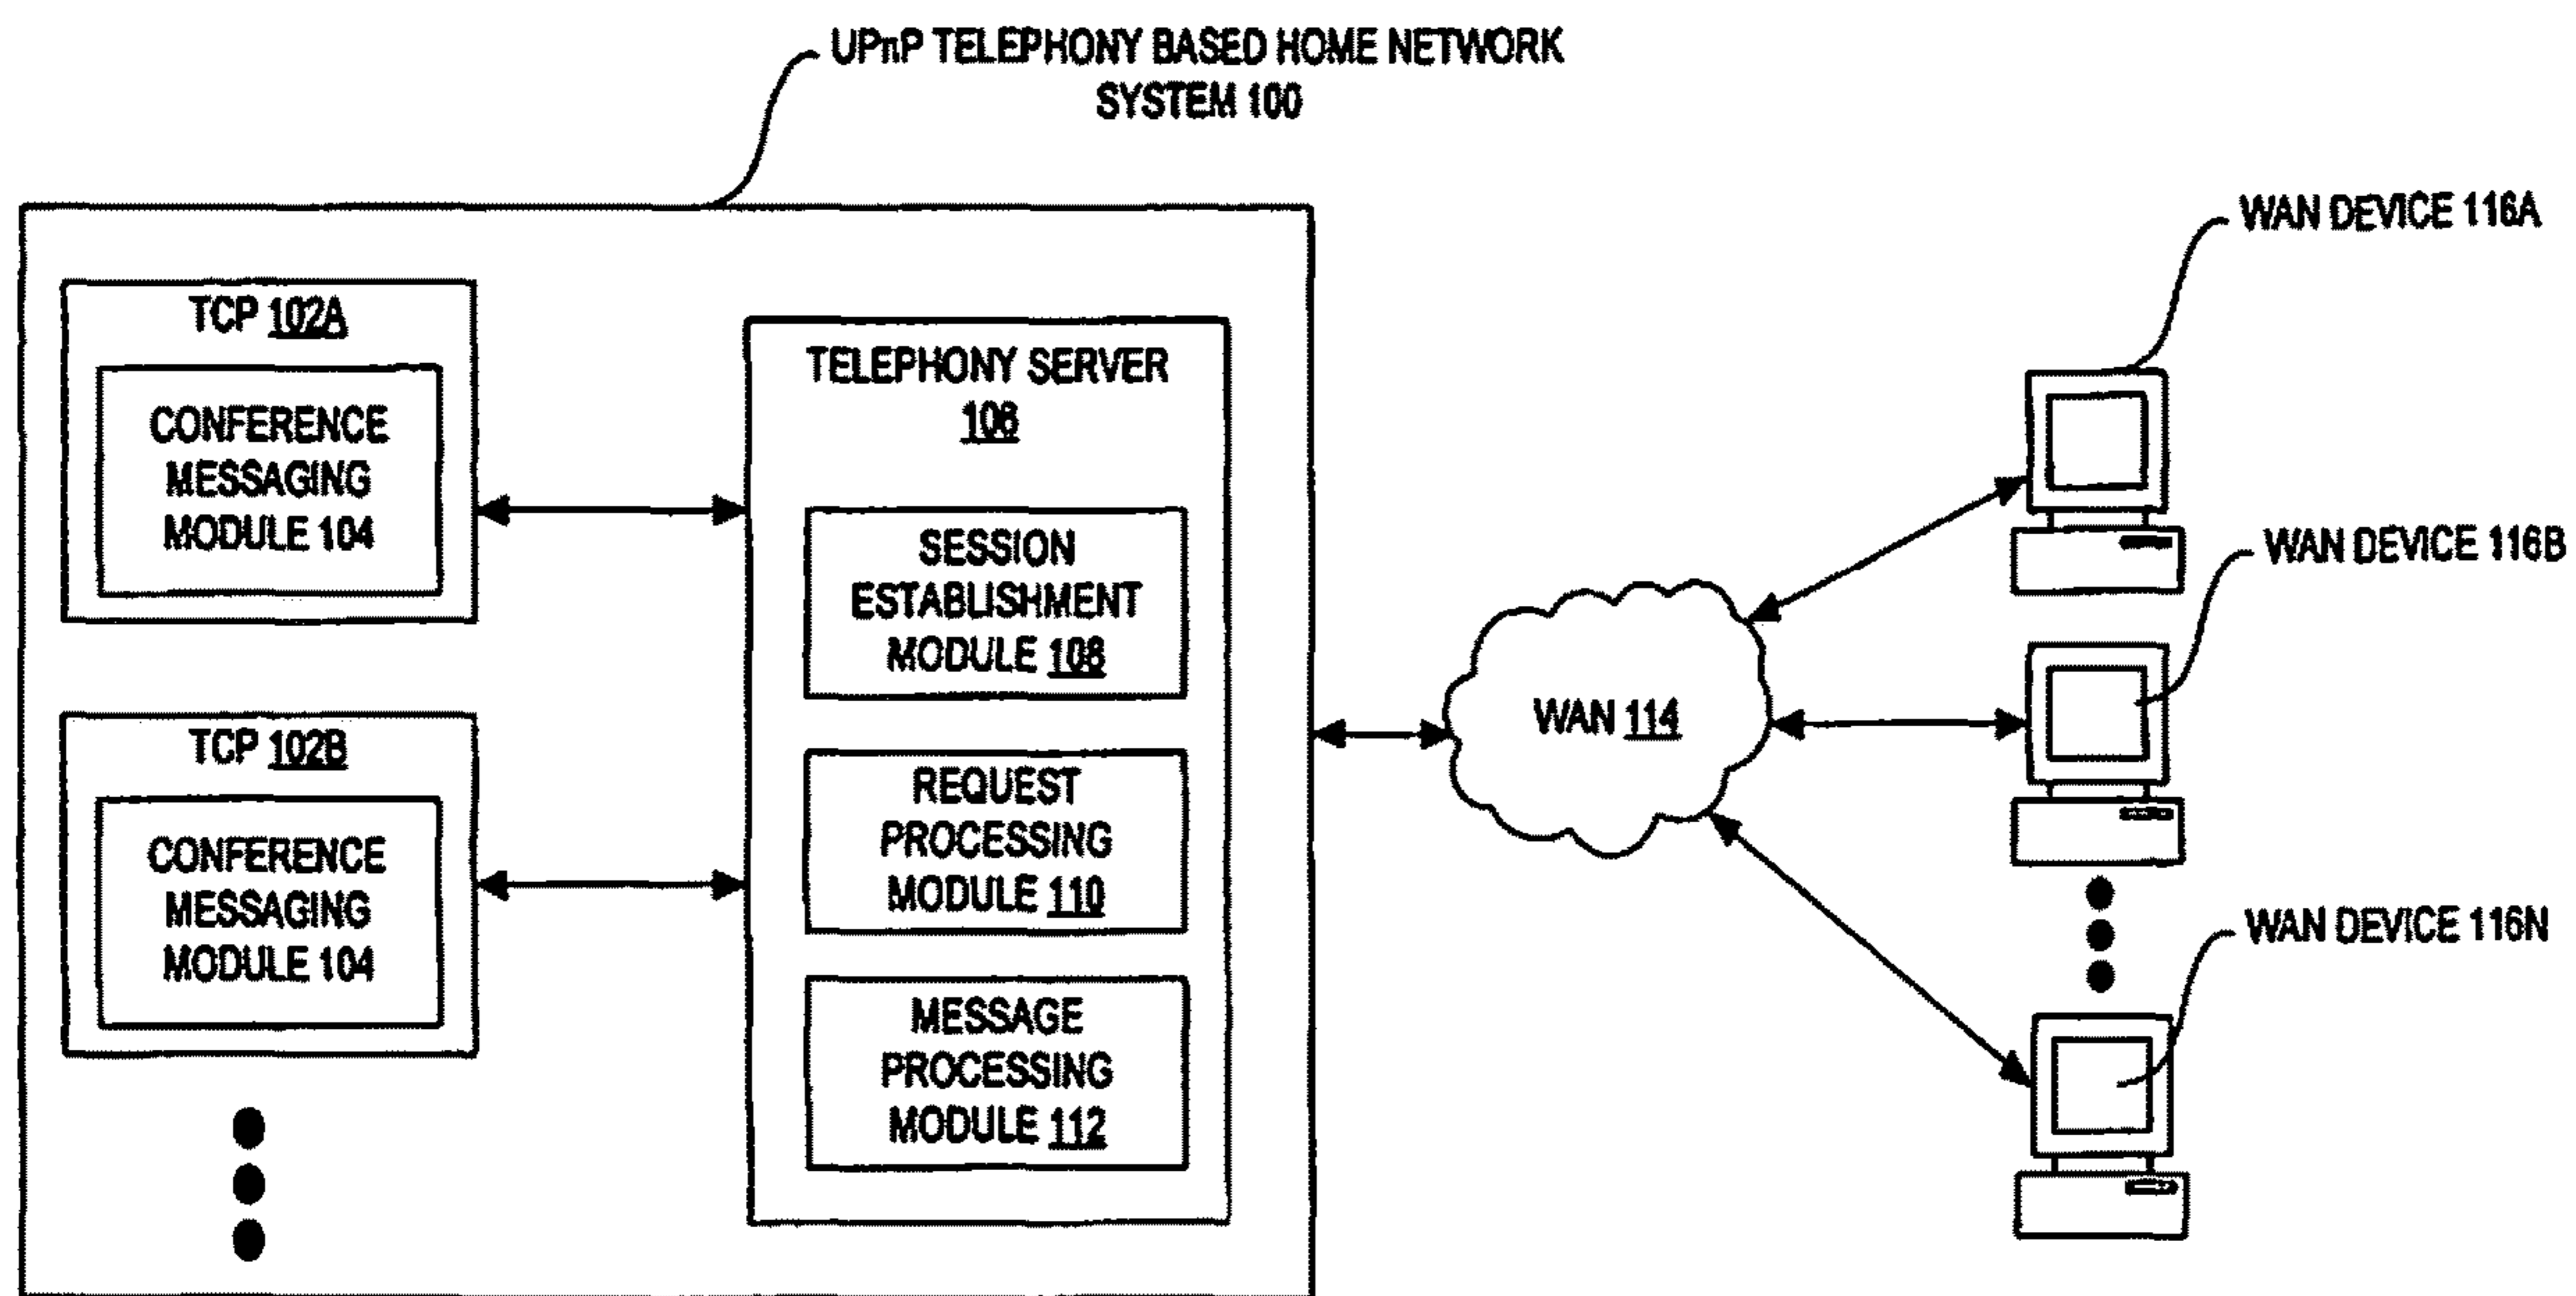 UPnP TELEPHONY BASED HOME NETWORK
SYSTEM 100
TCP 102A
CONFERENCE
MESSAGING
MODULE 104
TCP 102B
CONFERENCE
MESSAGING
MODULE 104
TELEPHONY SERVER
106
SESSION
ESTABLISHMENT
MODULE 108
REQUEST
PROCESSING
MODULE 110
MESSAGE
PROCESSING
MODULE 112
WAN 114
WAN DEVICE 116A
WAN DEVICE 116B
WAN DEVICE 116N